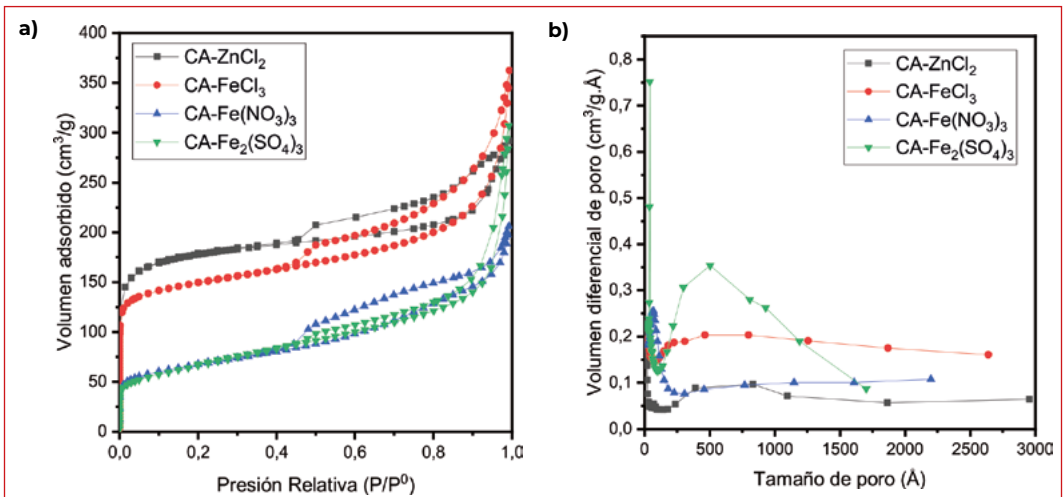 a)
400
350
300
250
200
150
100
50
0
Volumen adsorbido (cm³/g)
CA-ZnCl₂
CA-FeCl₃
CA-Fe(NO₃)₃
CA-Fe₂(SO₄)₃
0,0 0,2 0,4 0,6 0,8 1,0
Presión Relativa (P/P⁰)
b)
0,8
0,7
0,6
0,5
0,4
0,3
0,2
0,1
0,0
Volumen diferencial de poro (cm³/g.Å)
CA-ZnCl₂
CA-FeCl₃
CA-Fe(NO₃)₃
CA-Fe₂(SO₄)₃
0 500 1000 1500 2000 2500 3000
Tamaño de poro (Å)